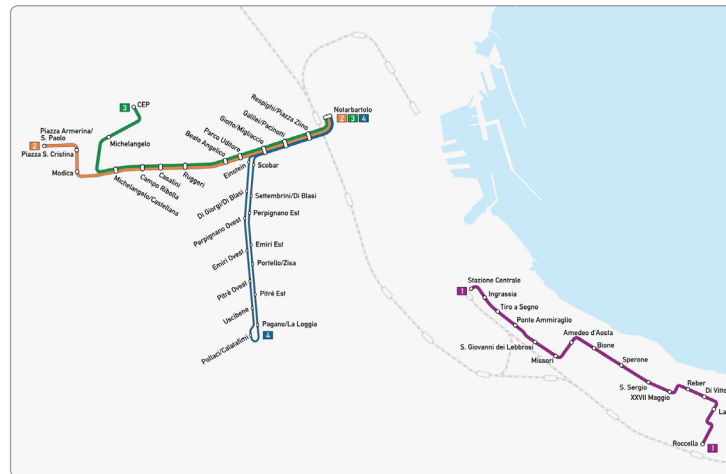 3
CEP
2
Piazza Armerina/
S. Paolo
Piazza S. Cristina
Modica
Michelangelo
Michelangelo/Castellana
Campo Ribolla
Casalini
Ruggeri
Beate Angelico
Parco Uditore
Einstein
Giotto/Migliaccio
Galilei/Pacinotti
Respighi/Piazza Ziino
Notarbartolo
2 3 4
Scobar
Di Giorgi/Di Blasi
Settembrini/Di Blasi
Perpignano Ovest
Perpignano Est
Emiri Ovest
Emiri Est
Portello/Zisa
Pitrè Ovest
Pitrè Est
Uscibene
Pagano/La Loggia
Pollaci/Calatafimi
4
Stazione Centrale
1
Ingrassia
Tiro a Segno
Ponte Ammiraglio
S. Giovanni dei Lebbrosi
Missori
Amedeo d'Aosta
Bione
Sperone
S. Sergio
XXVII Maggio
Reber
Di Vitto
La
Roccella
1